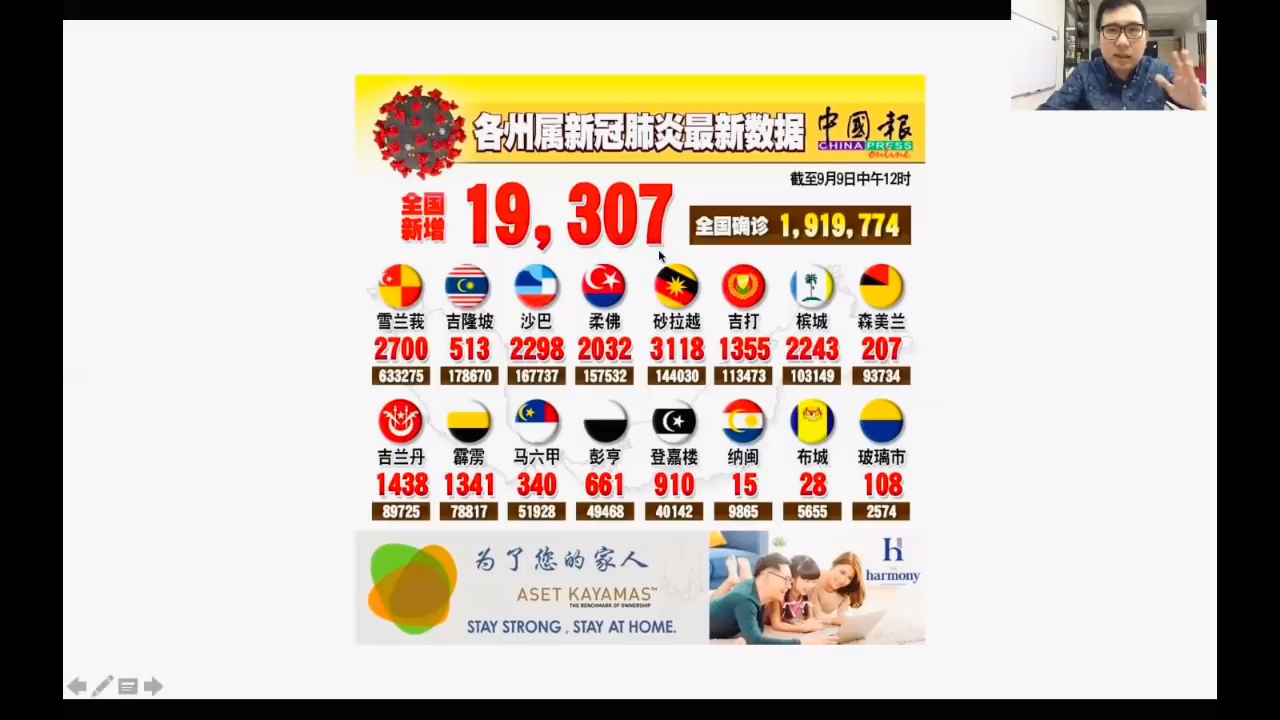 各州属新冠肺炎最新数据
中國報
CHINA PRESS
online
截至9月9日中午12时
全国新增 19,307
全国确诊 1,919,774
雪兰莪 吉隆坡 沙巴 柔佛 砂拉越 吉打 槟城 森美兰
2700 513 2298 2032 3118 1355 2243 207
633275 178670 167737 157532 144030 113473 103149 93734
吉兰丹 霹雳 马六甲 彭亨 登嘉楼 纳闽 布城 玻璃市
1438 1341 340 661 910 15 28 108
89725 78817 51928 49468 40142 9865 5655 2574
为了您的家人
ASET KAYAMAS™
THE BENCHMARK OF OWNERSHIP
STAY STRONG , STAY AT HOME.
harmony